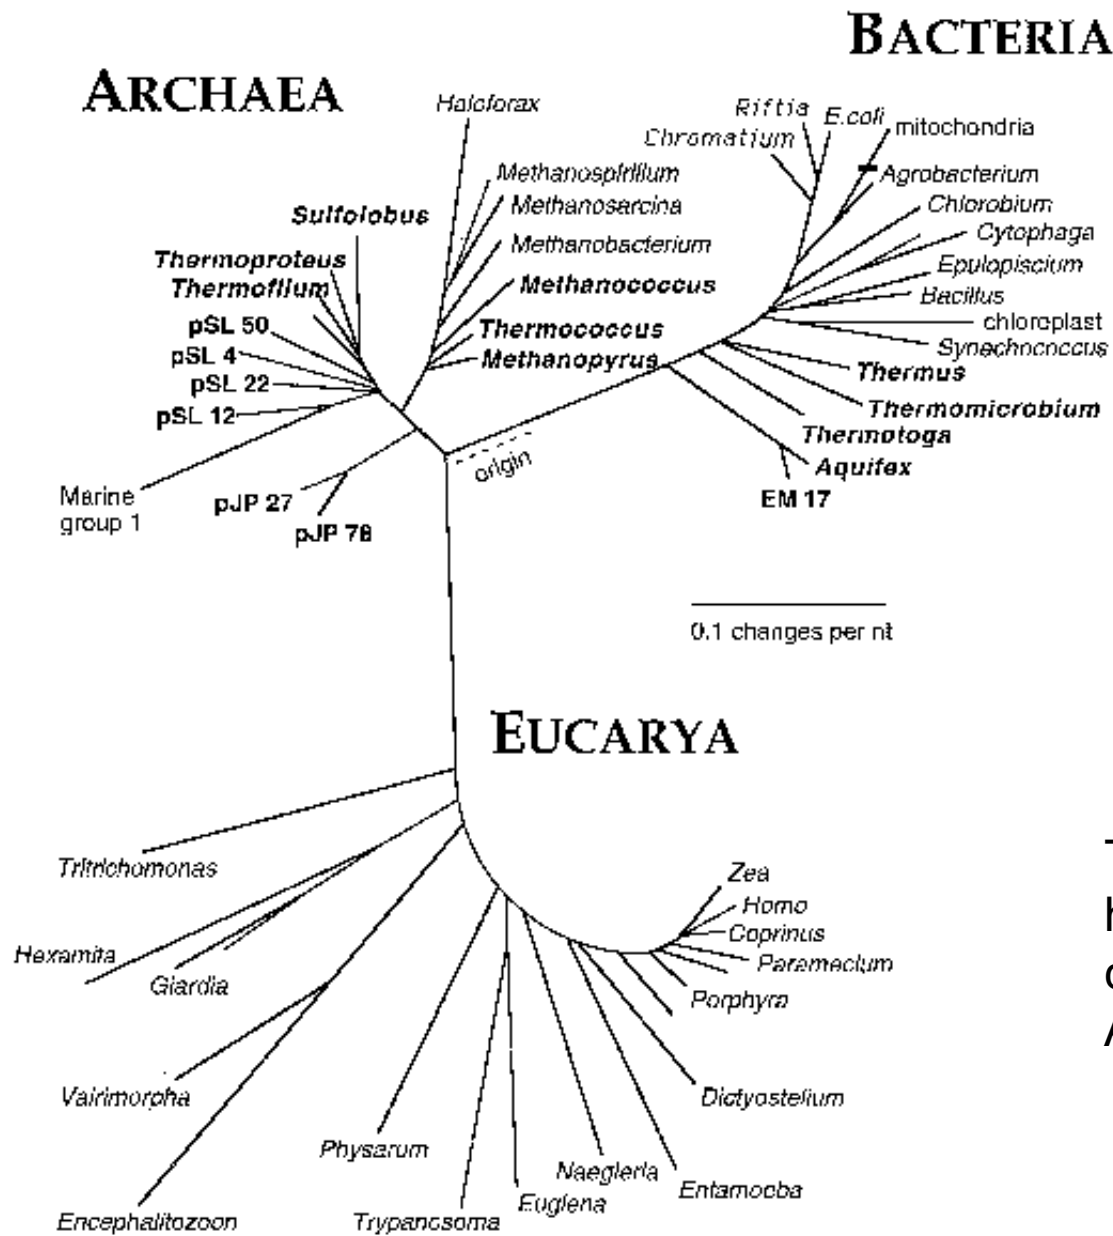 BACTERIA
ARCHAEA
Haloferax
Riftia
E.coli
mitochondria
Chromatium
Methanospirillum
Agrobacterium
Methanosarcina
Chlorobium
Sulfolobus
Cytophaga
Methanobacterium
Thermoproteus
Epulopiscium
Thermofilum
Methanococcus
Bacillus
pSL 50
Thermococcus
chloroplast
pSL 4
Methanopyrus
Synechococcus
pSL 22
Thermus
pSL 12
Thermomicrobium
Thermotoga
origin
Aquifex
Marine
group 1
pJP 27
EM 17
pJP 78
0.1 changes per nt
EUCARYA
Tritrichomonas
Zea
Homo
Coprinus
Hexamita
Paramecium
Giardia
Porphyra
Vairimorpha
Dictyostelium
Physarum
Naegleria
Entamoeba
Euglena
Encephalitozoon
Trypanosoma